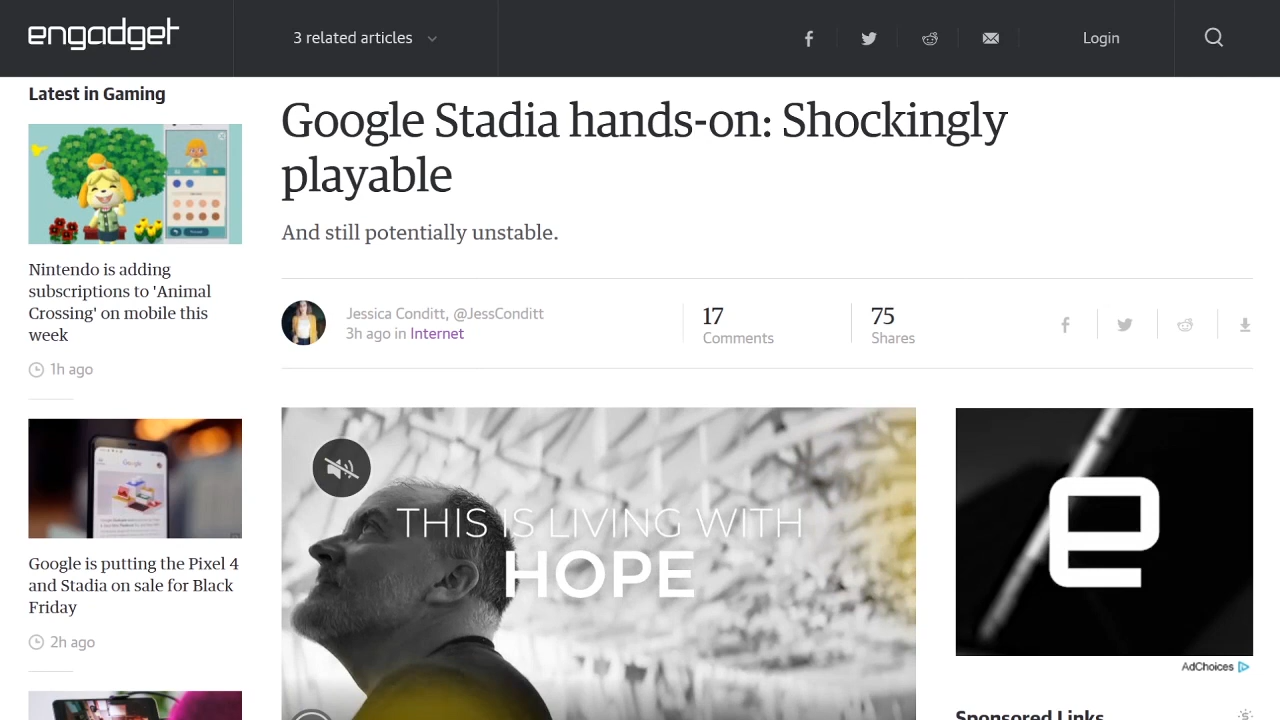 engadget
3 related articles
Login
Latest in Gaming
Nintendo is adding
subscriptions to 'Animal
Crossing' on mobile this
week
1h ago
Google is putting the Pixel 4
and Stadia on sale for Black
Friday
2h ago
Google Stadia hands-on: Shockingly
playable
And still potentially unstable.
Jessica Conditt, @JessConditt
3h ago in Internet
17
Comments
75
Shares
THIS IS LIVING WITH
HOPE
e
AdChoices
Sponsored Links